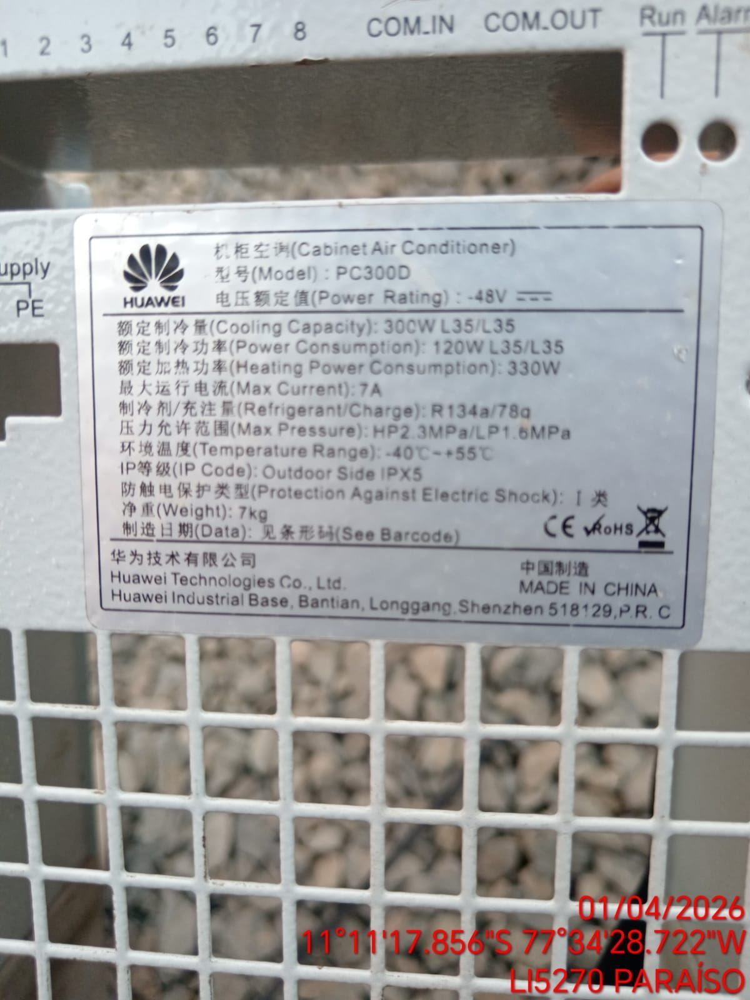 1 2 3 4 5 6 7 8 COM_IN COM_OUT Run Alarm
upply
PE
HUAWEI
机柜空调(Cabinet Air Conditioner)
型号(Model) : PC300D
电压额定值(Power Rating) : -48V
额定制冷量(Cooling Capacity): 300W L35/L35
额定制冷功率(Power Consumption): 120W L35/L35
额定加热功率(Heating Power Consumption): 330W
最大运行电流(Max Current): 7A
制冷剂/充注量(Refrigerant/Charge): R134a/78g
压力允许范围(Max Pressure): HP2.3MPa/LP1.6MPa
环境温度(Temperature Range): -40℃~+55℃
IP等级(IP Code): Outdoor Side IPX5
防触电保护类型(Protection Against Electric Shock): I 类
净重(Weight): 7kg
制造日期(Data): 见条形码(See Barcode)
CE RoHS
华为技术有限公司
Huawei Technologies Co., Ltd.
中国制造
MADE IN CHINA
Huawei Industrial Base, Bantian, Longgang,Shenzhen 518129,P.R. C
01/04/2026
11°11'17.856"S 77°34'28.722"W
LI5270 PARAÍSO